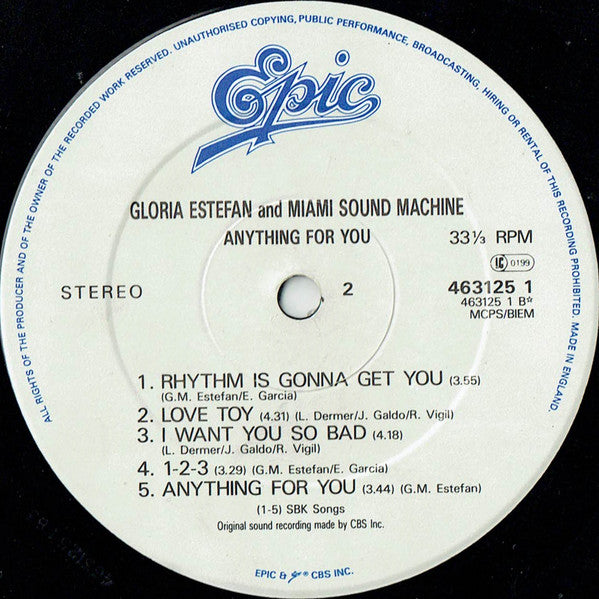 ALL RIGHTS OF THE PRODUCER AND OF THE OWNER OF THE RECORDED WORK RESERVED. UNAUTHORISED COPYING, PUBLIC PERFORMANCE, BROADCASTING, HIRING OR RENTAL OF THIS RECORDING PROHIBITED. MADE IN ENGLAND.
Epic
GLORIA ESTEFAN and MIAMI SOUND MACHINE
ANYTHING FOR YOU 33⅓ RPM
LC 0199
STEREO 2 463125 1
463125 1 B*
MCPS/BIEM
1. RHYTHM IS GONNA GET YOU (3.55)
(G.M. Estefan/E. Garcia)
2. LOVE TOY (4.31) (L. Dermer/J. Galdo/R. Vigil)
3. I WANT YOU SO BAD (4.18)
(L. Dermer/J. Galdo/R. Vigil)
4. 1-2-3 (3.29) (G.M. Estefan/E. Garcia)
5. ANYTHING FOR YOU (3.44) (G.M. Estefan)
(1-5) SBK Songs
Original sound recording made by CBS Inc.
EPIC & ® CBS INC.